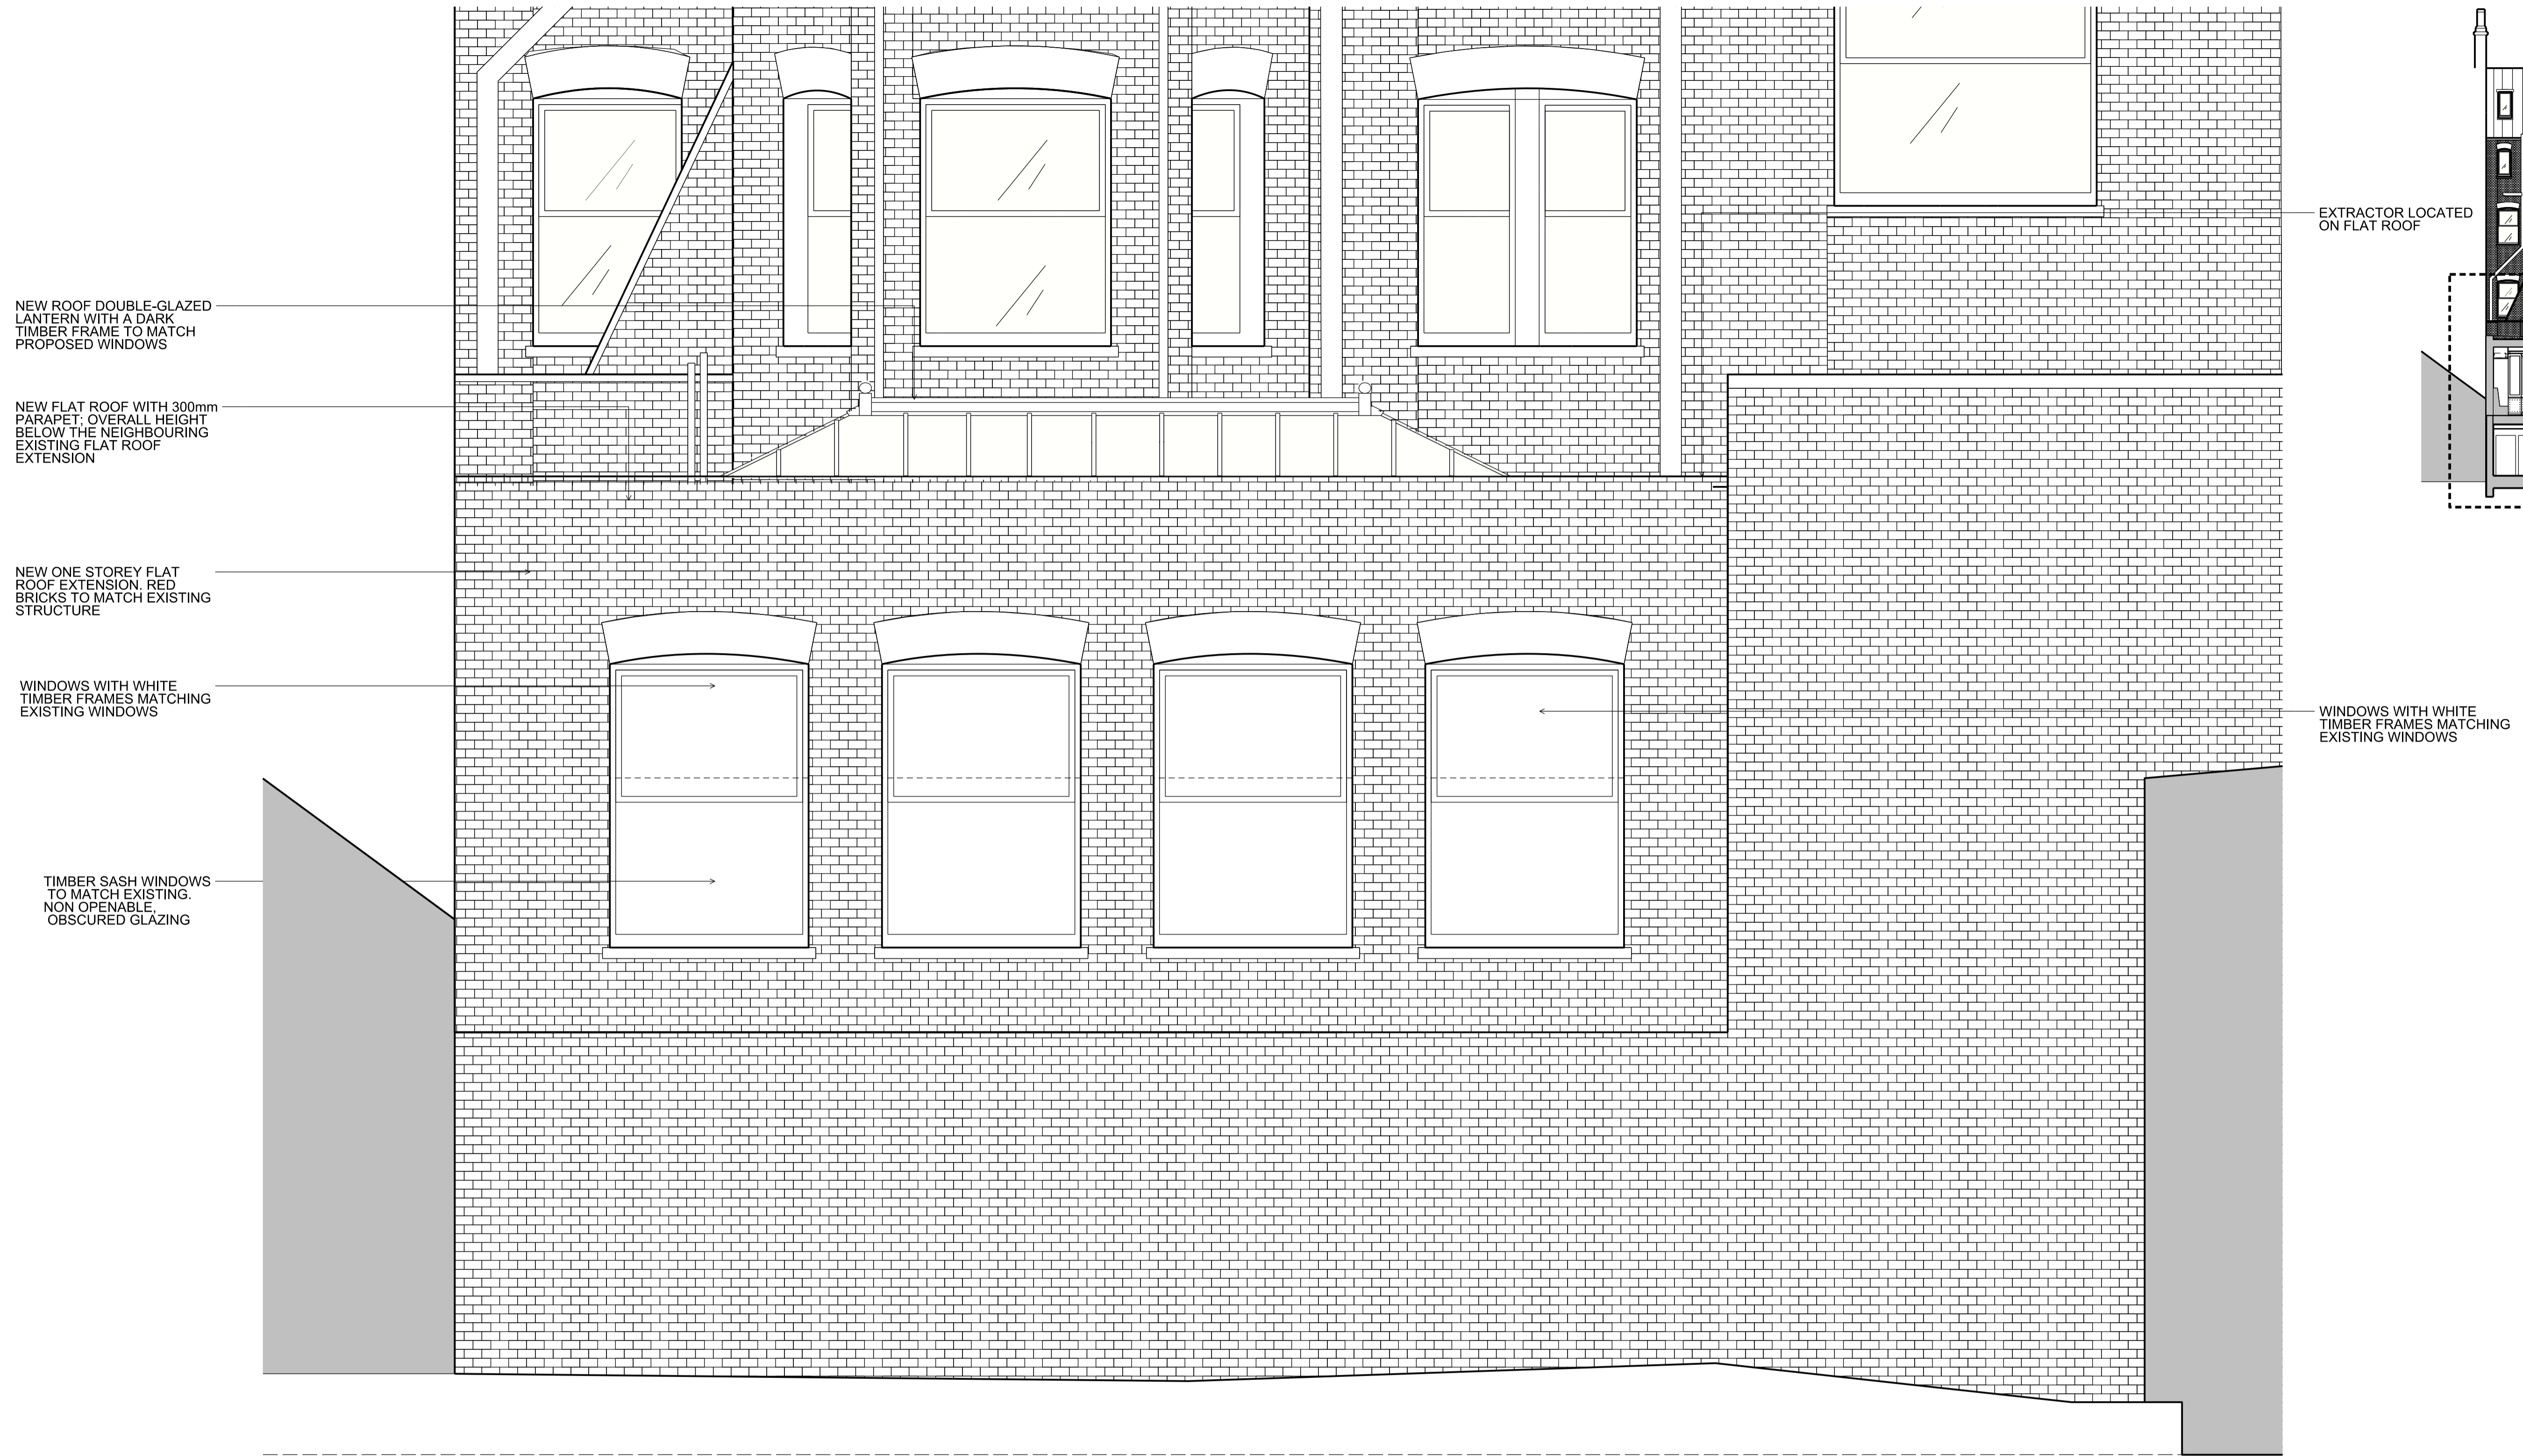 NEW ROOF DOUBLE-GLAZED
LANTERN WITH A DARK
TIMBER FRAME TO MATCH
PROPOSED WINDOWS
NEW FLAT ROOF WITH 300mm
PARAPET; OVERALL HEIGHT
BELOW THE NEIGHBOURING
EXISTING FLAT ROOF
EXTENSION
NEW ONE STOREY FLAT
ROOF EXTENSION. RED
BRICKS TO MATCH EXISTING
STRUCTURE
WINDOWS WITH WHITE
TIMBER FRAMES MATCHING
EXISTING WINDOWS
TIMBER SASH WINDOWS
TO MATCH EXISTING.
NON OPENABLE,
OBSCURED GLAZING
EXTRACTOR LOCATED
ON FLAT ROOF
WINDOWS WITH WHITE
TIMBER FRAMES MATCHING
EXISTING WINDOWS